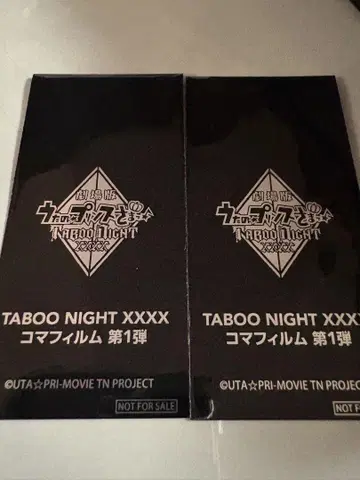 劇場版
うたの☆プリンスさまっ♪
TABOO NIGHT
XXXX
TABOO NIGHT XXXX
コマフィルム 第1弾
©UTA☆PRI-MOVIE TN PROJECT
NOT FOR SALE
劇場版
うたの☆プリンスさまっ♪
TABOO NIGHT
XXXX
TABOO NIGHT XXXX
コマフィルム 第1弾
©UTA☆PRI-MOVIE TN PROJECT
NOT F